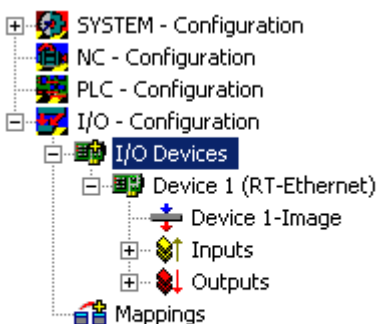 SYSTEM - Configuration
NC - Configuration
PLC - Configuration
I/O - Configuration
I/O Devices
Device 1 (RT-Ethernet)
Device 1-Image
Inputs
Outputs
Mappings